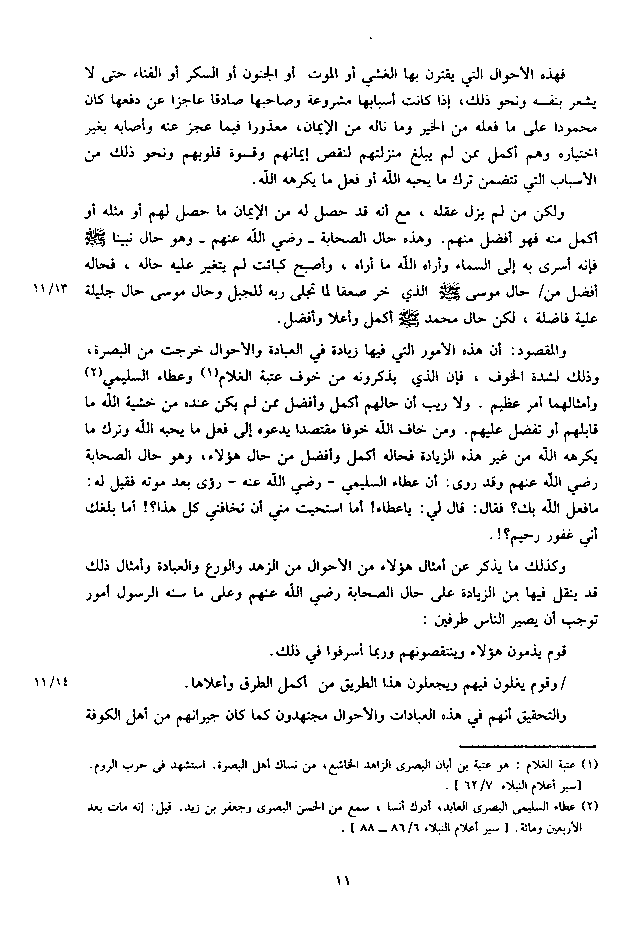 فهذه الأحوال التي يقترن بها الغشي أو الموت أو الجنون أو السكر أو الفناء حتى لا
يشعر بنفسه ونحو ذلك، إذا كانت أسبابها مشروعة وصاحبها صادقا عاجزا عن دفعها كان
محمودا على ما فعله من الخير وما ناله من الإيمان، معذورا فيما عجز عنه وأصابه بغير
اختياره وهم أكمل ممن لم يبلغ منزلتهم لنقص إيمانهم وقسوة قلوبهم ونحو ذلك من
الأسباب التي تتضمن ترك ما يحبه الله أو فعل ما يكرهه الله.
ولكن من لم يزل عقله ، مع أنه قد حصل له من الإيمان ما حصل لهم أو مثله أو
أكمل منه فهو أفضل منهم. وهذه حال الصحابة ـ رضي الله عنهم ـ وهو حال نبينا ﷺ
فإنه أسرى به إلى السماء وأراه الله ما أراه ، وأصبح كبائت لم يتغير عليه حاله ، فحاله
أفضل من/ حال موسى ﷺ الذي خر صعقا لما تجلى ربه للجبل وحال موسى حال جليلة ١١/١٣
علية فاضلة ، لكن حال محمد ﷺ أكمل وأعلا وأفضل.
والمقصود: أن هذه الأمور التي فيها زيادة في العبادة والأحوال خرجت من البصرة،
وذلك لشدة الخوف ، فإن الذي يذكرونه من خوف عتبة الغلام(١) وعطاء السليمي(٢)
وأمثالهما أمر عظيم . ولا ريب أن حالهم أكمل وأفضل ممن لم يكن عنده من خشية الله ما
قابلهم أو تفضل عليهم. ومن خاف الله خوفا مقتصدا يدعوه إلى فعل ما يحبه الله وترك ما
يكرهه الله من غير هذه الزيادة فحاله أكمل وأفضل من حال هؤلاء، وهو حال الصحابة
رضي الله عنهم وقد روى: أن عطاء السليمي - رضي الله عنه - رؤى بعد موته فقيل له:
مافعل الله بك؟ فقال: قال لي: ياعطاء! أما استحيت مني أن تخافني كل هذا؟! أما بلغك
أني غفور رحيم؟!.
وكذلك ما يذكر عن أمثال هؤلاء من الأحوال من الزهد والورع والعبادة وأمثال ذلك
قد ينقل فيها من الزيادة على حال الصحابة رضي الله عنهم وعلى ما سنه الرسول أمور
توجب أن يصير الناس طرفين :
قوم يذمون هؤلاء وينتقصونهم وربما أسرفوا في ذلك.
/ وقوم يغلون فيهم ويجعلون هذا الطريق من أكمل الطرق وأعلاها. ١١/١٤
والتحقيق أنهم في هذه العبادات والأحوال مجتهدون كما كان جيرانهم من أهل الكوفة
(١) عتبة الغلام : هو عتبة بن أبان البصرى الزاهد الخاشع، من نساك أهل البصرة. استشهد في حرب الروم.
[سير أعلام النبلاء ٦٢/٧ ] .
(٢) عطاء السليمى البصرى العابد، أدرك أنسا ، سمع من الحسن البصرى وجعفر بن زيد. قيل: إنه مات بعد
الأربعين ومائة. [ سير أعلام النبلاء ٨٦/٦ ــ ٨٨ ] .
١١